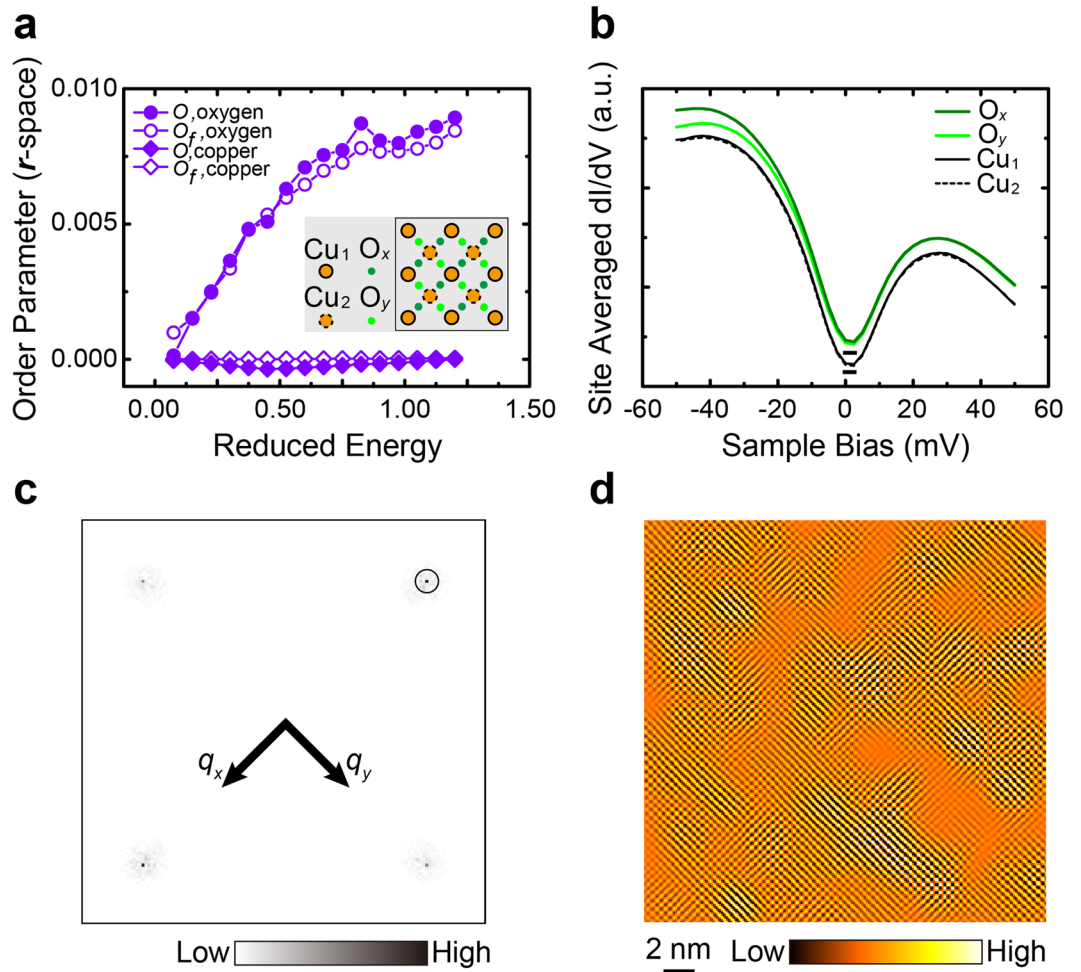 a
Order Parameter (r-space)
0.010
0.005
0.000
O, oxygen
Of, oxygen
O, copper
Of, copper
Cu1 Ox
Cu2 Oy
0.00 0.50 1.00 1.50
Reduced Energy
b
Site Averaged dI/dV (a.u.)
Ox
Oy
Cu1
Cu2
-60 -40 -20 0 20 40 60
Sample Bias (mV)
c
qx qy
Low High
d
2 nm Low High